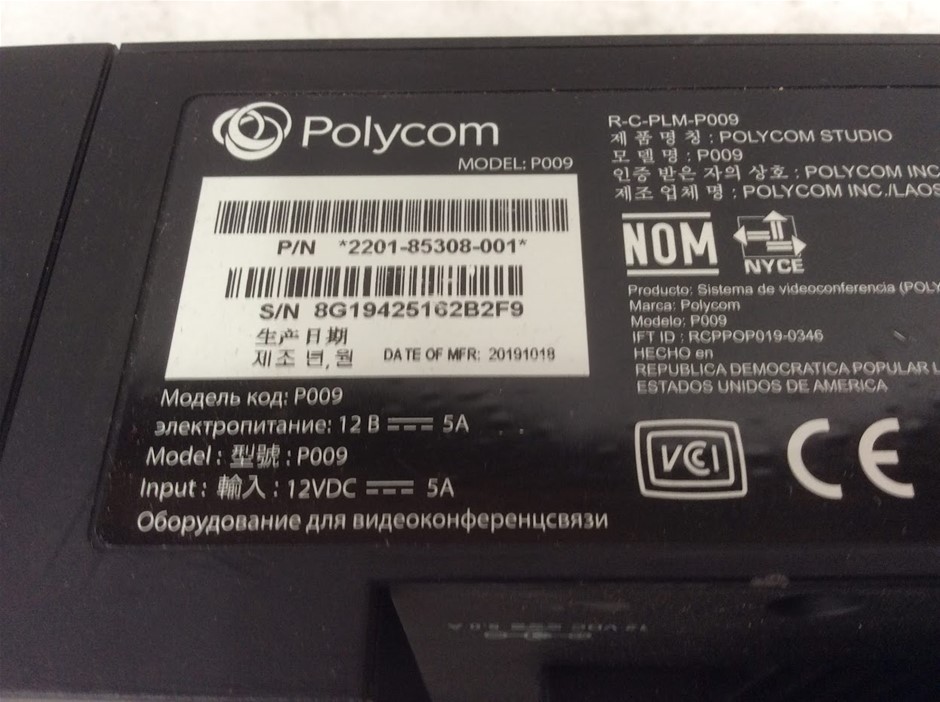 Polycom
MODEL: P009
P/N *2201-85308-001*
S/N 8G19425162B2F9
生产日期
제조년,월 DATE OF MFR: 20191018
Модель код: P009
электропитание: 12 В 5A
Model : 型號 : P009
Input : 輸入 : 12VDC 5A
Оборудование для видеоконференцсвязи
R-C-PLM-P009
제품명칭 : POLYCOM STUDIO
모델명 : P009
인증 받은 자의 상호 : POLYCOM INC
제조업체명 : POLYCOM INC./LAOS
NOM
NYCE
Producto: Sistema de videoconferencia (POLY
Marca: Polycom
Modelo: P009
IFT ID : RCPPOP019-0346
HECHO en
REPUBLICA DEMOCRATICA POPULAR L
ESTADOS UNIDOS DE AMERICA
VCCI
CE